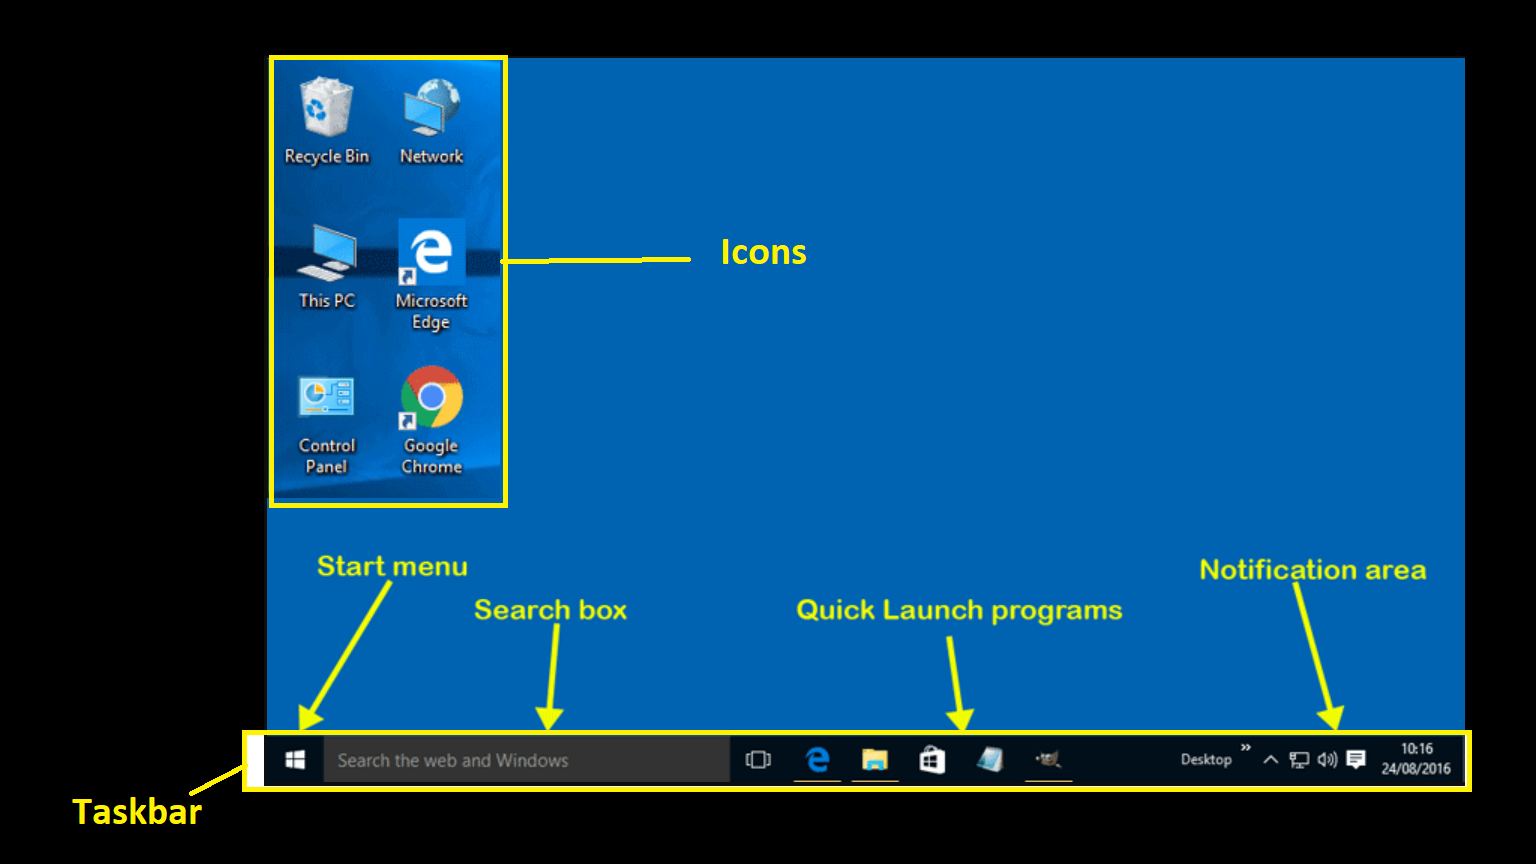 Recycle Bin
Network
This PC
Microsoft
Edge
Icons
Control
Panel
Google
Chrome
Start menu
Search box
Quick Launch programs
Notification area
Search the web and Windows
Desktop »
10:16
24/08/2016
Taskbar